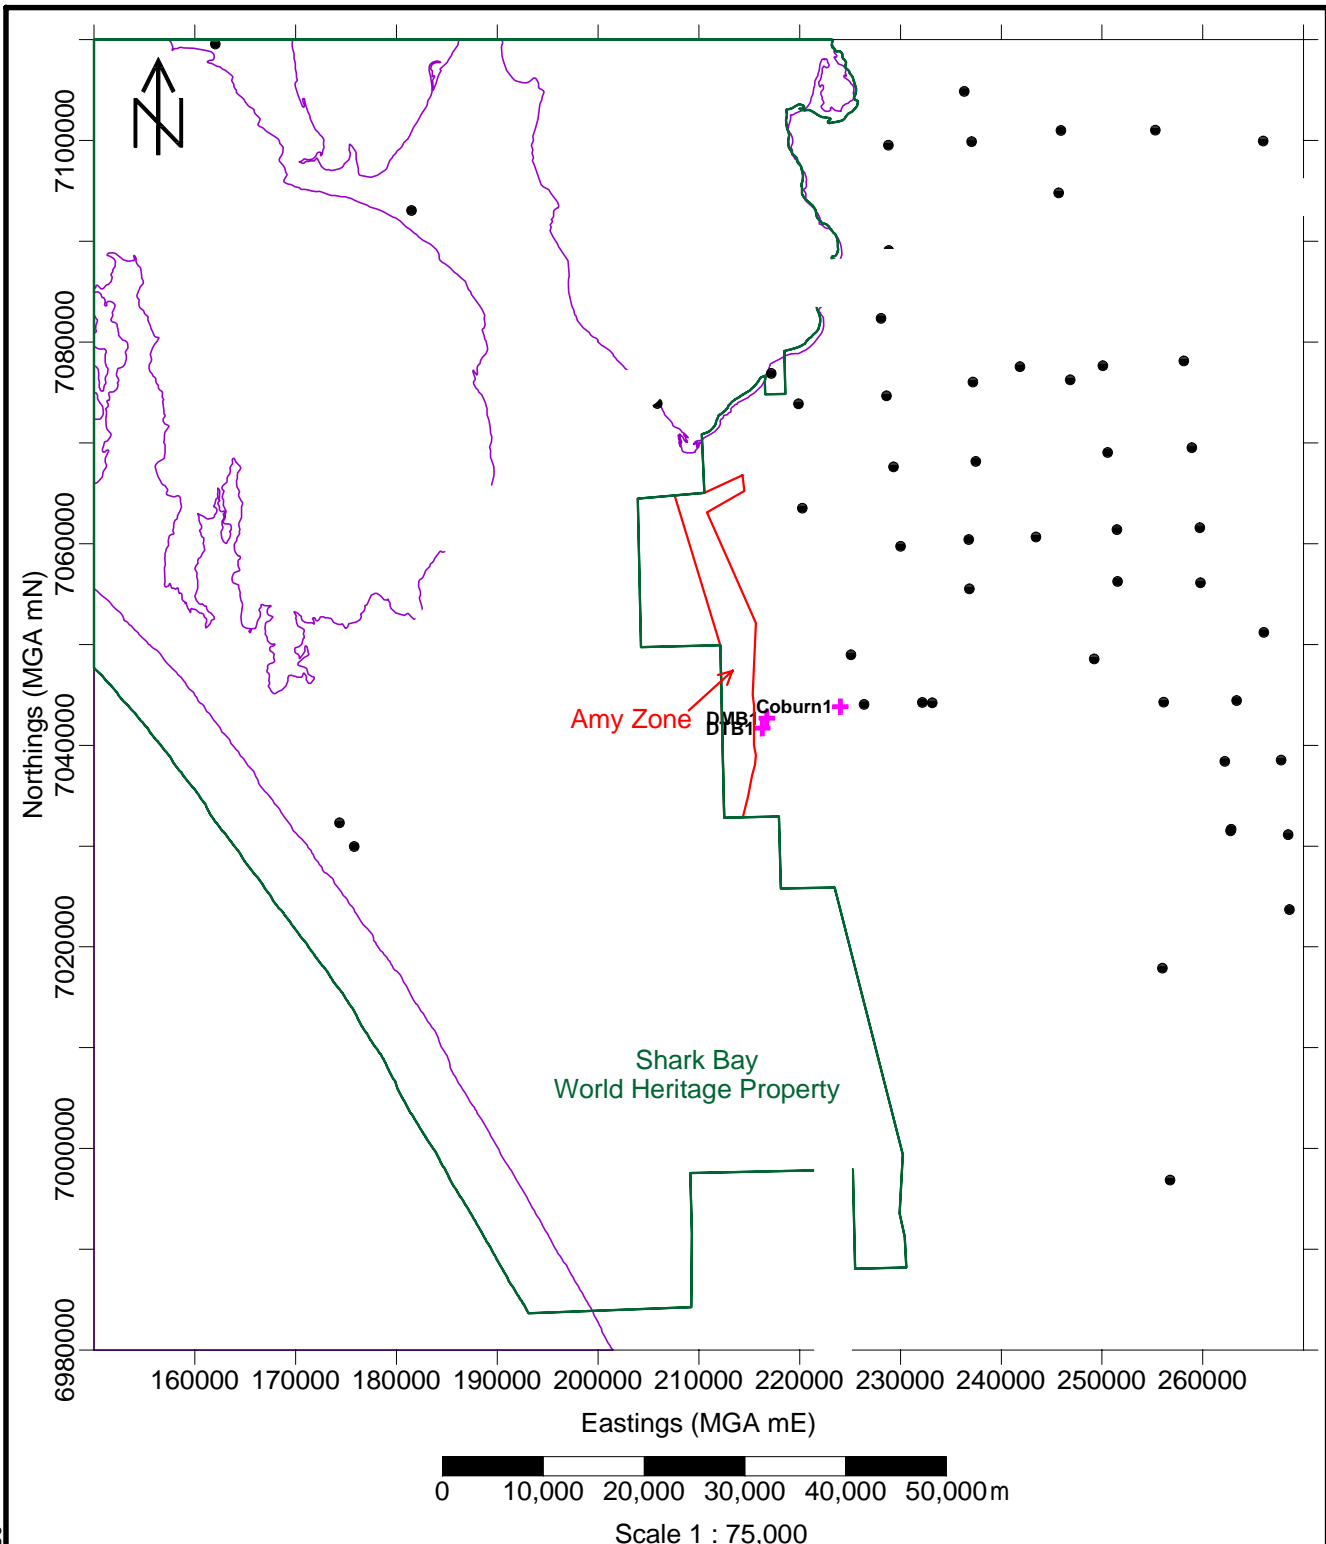 N
7100000
7080000
7060000
7040000
7020000
7000000
6980000
Northings (MGA mN)
Coburn1
DMB1
DTB1
Amy Zone
Shark Bay
World Heritage Property
160000 170000 180000 190000 200000 210000 220000 230000 240000 250000 260000
Eastings (MGA mE)
0 10,000 20,000 30,000 40,000 50,000m
Scale 1 : 75,000